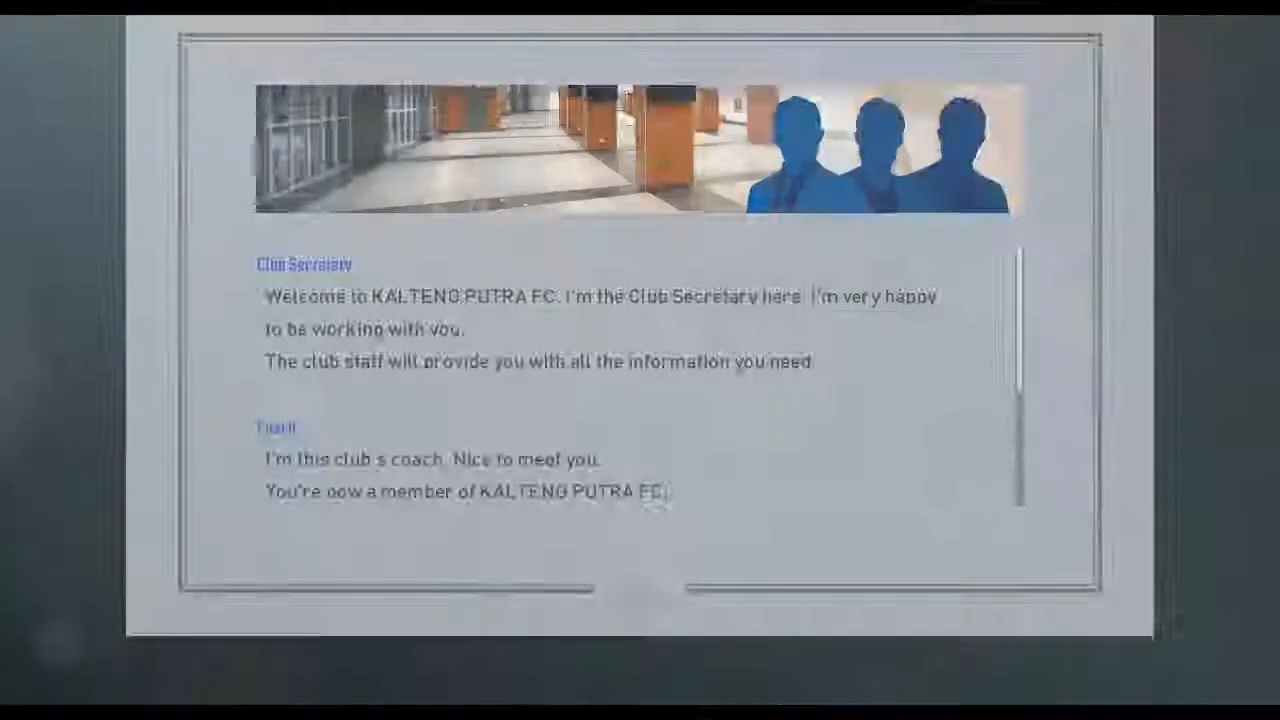 Club Secretary
Welcome to KALTENG PUTRA FC. I'm the Club Secretary here. I'm very happy
to be working with you.
The club staff will provide you with all the information you need.
Coach
I'm this club's coach. Nice to meet you.
You're now a member of KALTENG PUTRA FC.